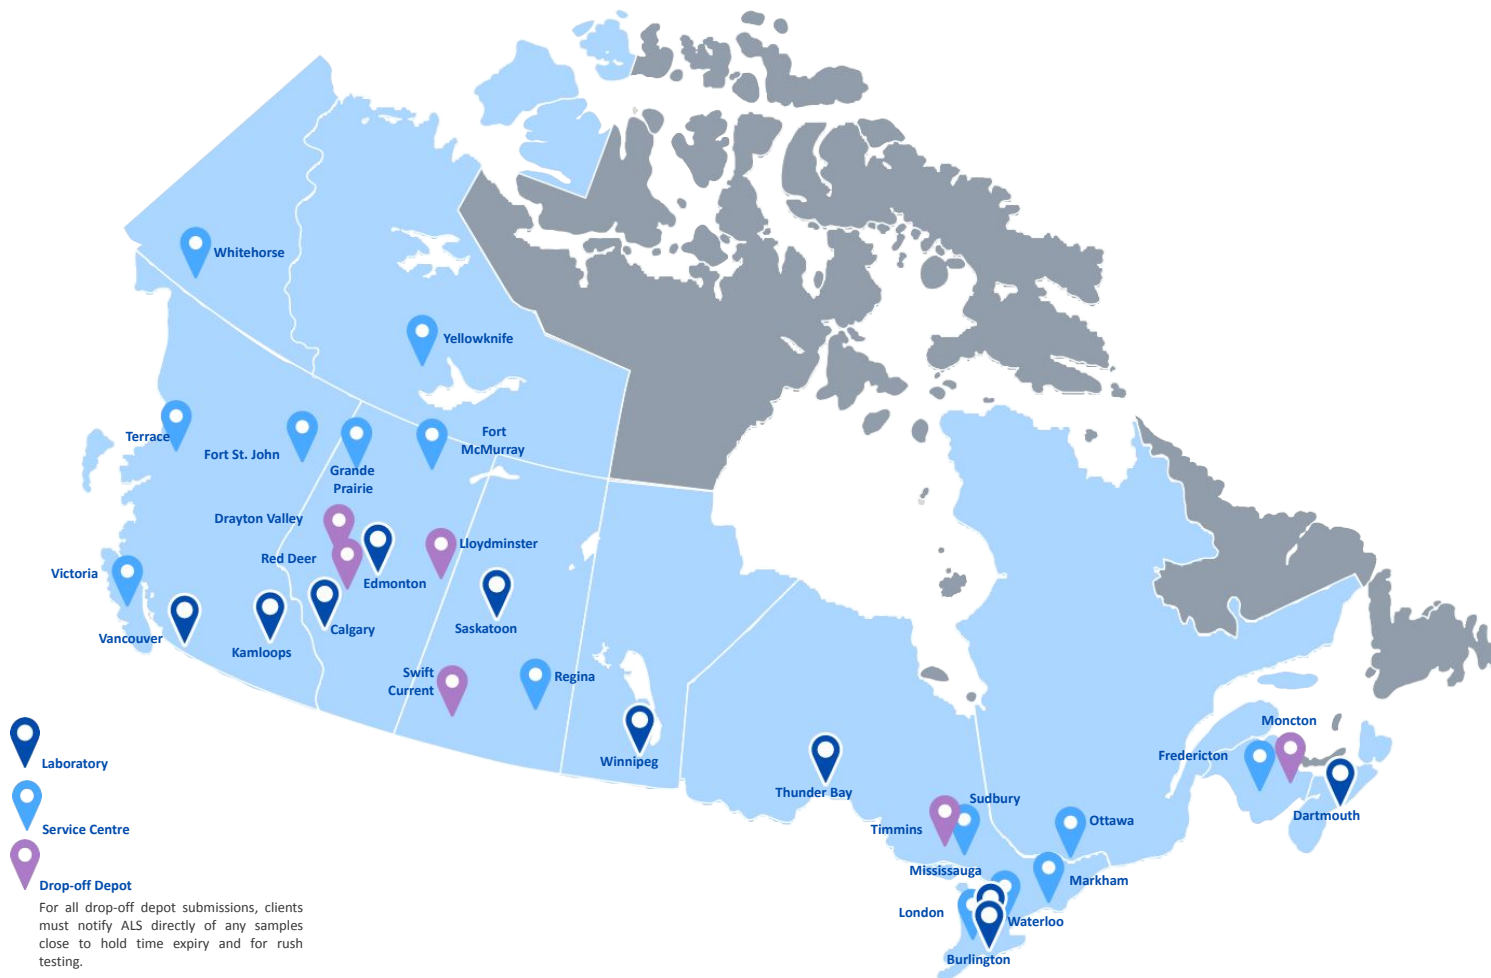 Whitehorse
Yellowknife
Terrace
Fort St. John
Grande
Prairie
Fort
McMurray
Drayton Valley
Red Deer
Edmonton
Lloydminster
Victoria
Vancouver
Kamloops
Calgary
Saskatoon
Swift
Current
Regina
Winnipeg
Thunder Bay
Timmins
Sudbury
Ottawa
Mississauga
Markham
London
Waterloo
Burlington
Moncton
Fredericton
Dartmouth
Laboratory
Service Centre
Drop-off Depot
For all drop-off depot submissions, clients
must notify ALS directly of any samples
close to hold time expiry and for rush
testing.